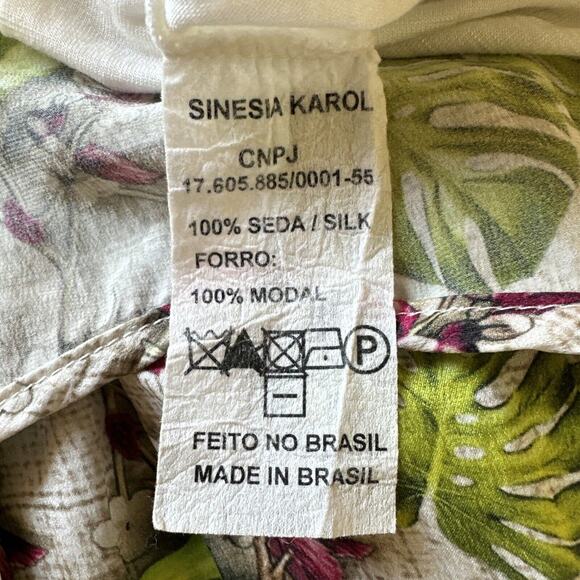 SINESIA KAROL
CNPJ
17.605.885/0001-55
100% SEDA / SILK
FORRO:
100% MODAL
P
FEITO NO BRASIL
MADE IN BRASIL